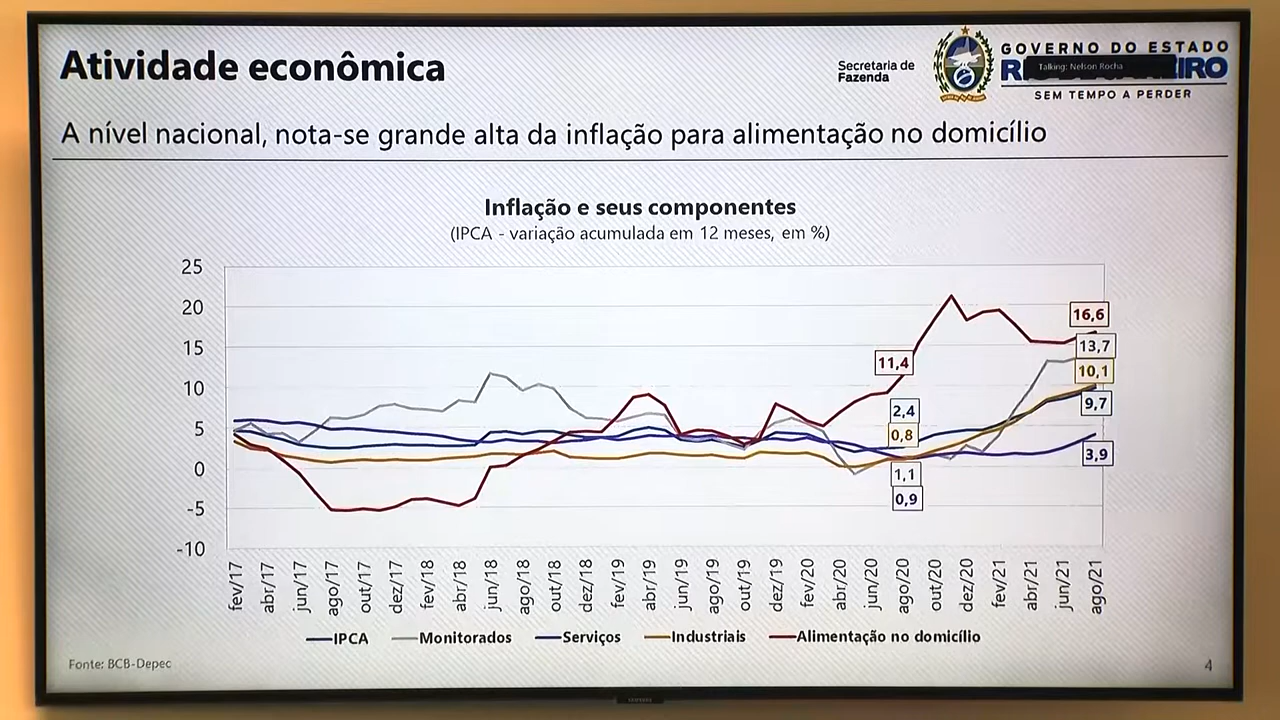 Atividade econômica
Secretaria de
Fazenda
GOVERNO DO ESTADO
Talking: Nelson Rocha
SEM TEMPO A PERDER
A nível nacional, nota-se grande alta da inflação para alimentação no domicílio
Inflação e seus componentes
(IPCA - variação acumulada em 12 meses, em %)
25
20
15
10
5
0
-5
-10
11,4
2,4
0,8
1,1
0,9
16,6
13,7
10,1
9,7
3,9
fev/17
abr/17
jun/17
ago/17
out/17
dez/17
fev/18
abr/18
jun/18
ago/18
out/18
dez/18
fev/19
abr/19
jun/19
ago/19
out/19
dez/19
fev/20
abr/20
jun/20
ago/20
out/20
dez/20
fev/21
abr/21
jun/21
ago/21
IPCA
Monitorados
Serviços
Industriais
Alimentação no domicílio
Fonte: BCB-Depec
4